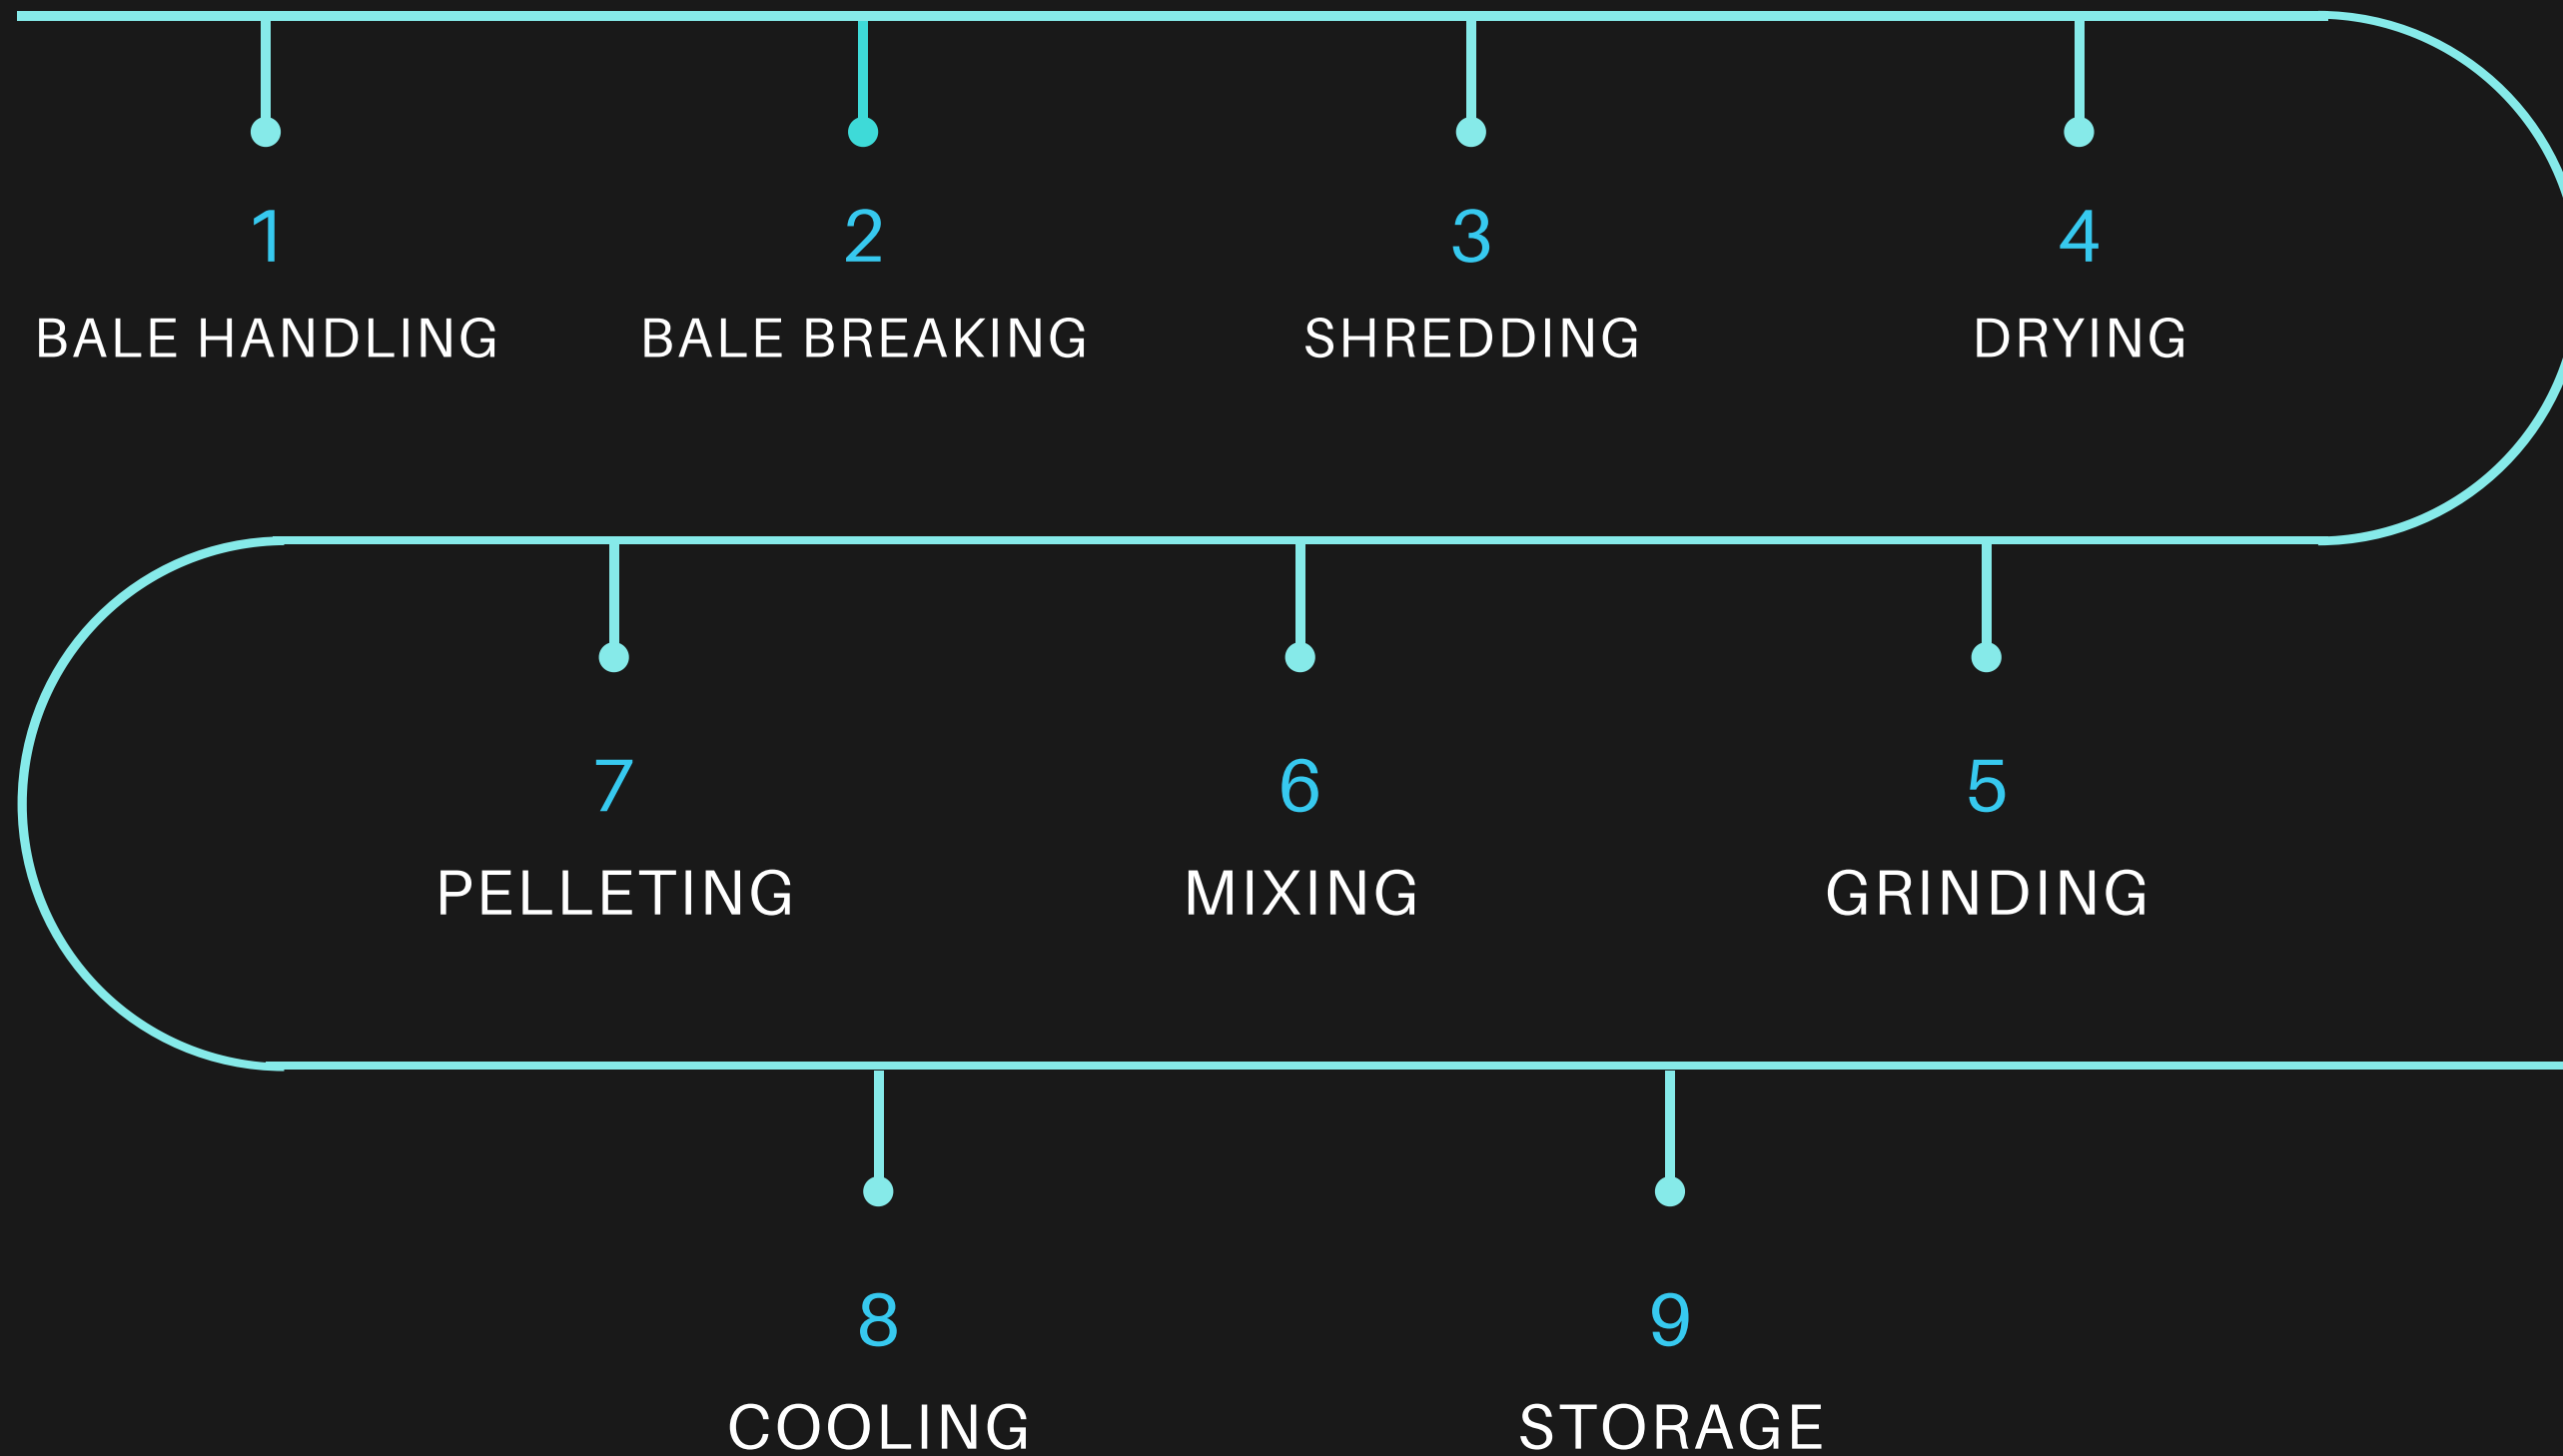 1
BALE HANDLING
2
BALE BREAKING
3
SHREDDING
4
DRYING
7
PELLETING
6
MIXING
5
GRINDING
8
COOLING
9
STORAGE